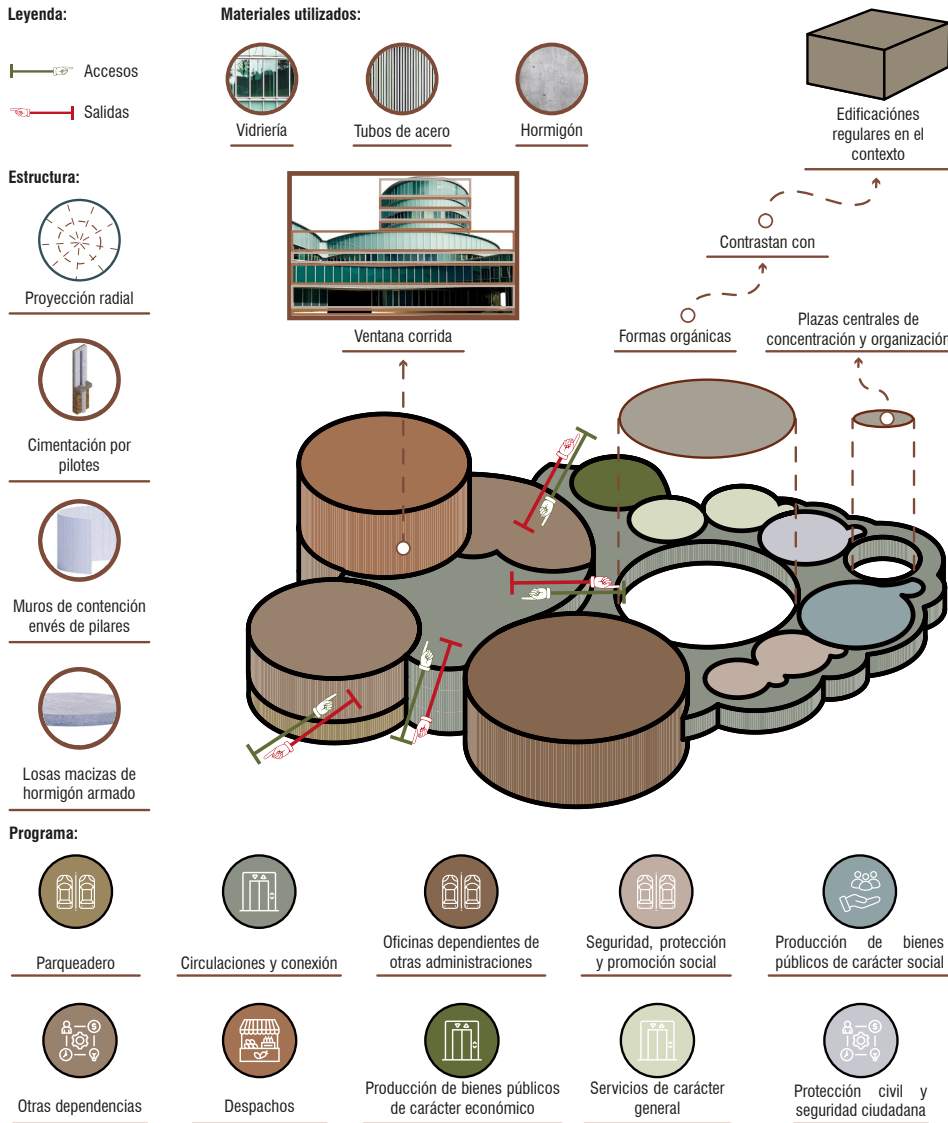 Leyenda:
Accesos
Salidas
Materiales utilizados:
Vidriería
Tubos de acero
Hormigón
Edificaciónes
regulares en el
contexto
Estructura:
Proyección radial
Cimentación por
pilotes
Muros de contención
envés de pilares
Losas macizas de
hormigón armado
Ventana corrida
Contrastan con
Formas orgánicas
Plazas centrales de
concentración y organización
Programa:
Parqueadero
Circulaciones y conexión
Oficinas dependientes de
otras administraciones
Seguridad, protección
y promoción social
Producción de bienes
públicos de carácter social
Otras dependencias
Despachos
Producción de bienes públicos
de carácter económico
Servicios de carácter
general
Protección civil y
seguridad ciudadana